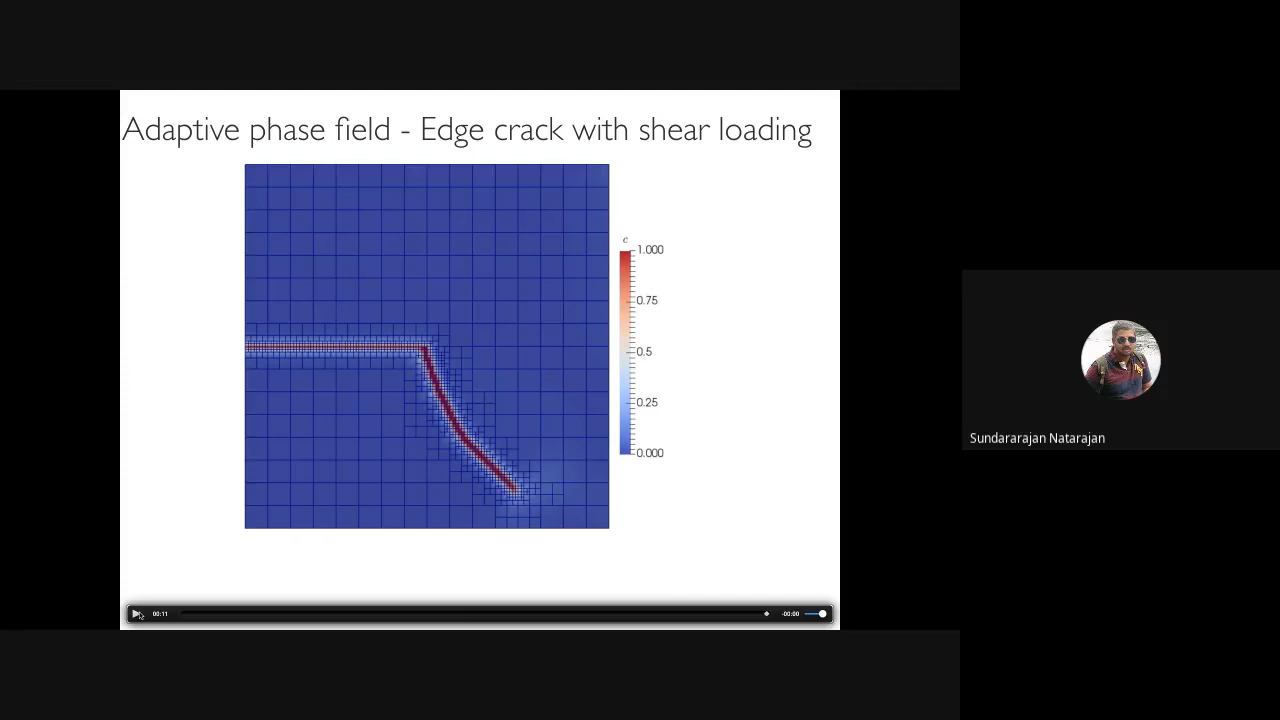 Adaptive phase field - Edge crack with shear loading
c
1.000
0.75
0.5
0.25
0.000
00:11
-00:00
Sundararajan Natarajan